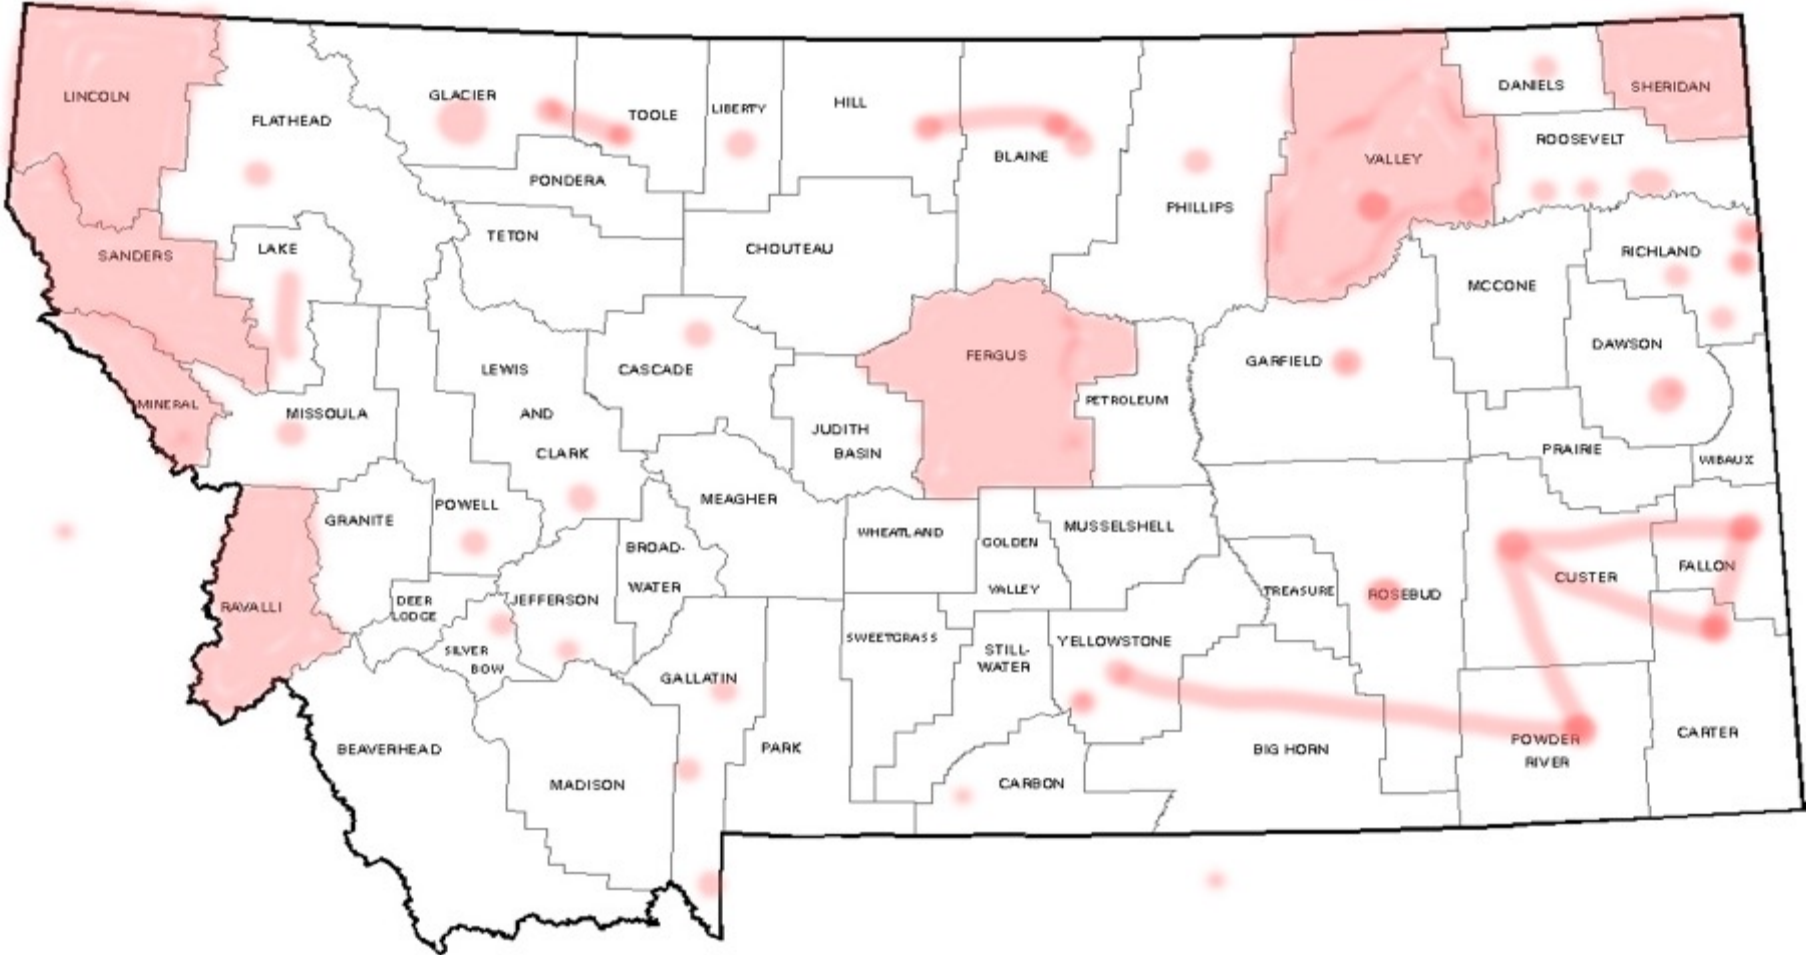 LINCOLN
FLATHEAD
GLACIER
TOOLE
LIBERTY
HILL
BLAINE
PHILLIPS
VALLEY
DANIELS
SHERIDAN
ROOSEVELT
PONDERA
SANDERS
LAKE
TETON
CHOUTEAU
RICHLAND
MCCONE
DAWSON
GARFIELD
FERGUS
CASCADE
LEWIS
AND
CLARK
MINERAL
MISSOULA
JUDITH
BASIN
PETROLEUM
PRAIRIE
WIBAUX
MEAGHER
POWELL
GRANITE
WHEATLAND
GOLDEN
VALLEY
MUSSELSHELL
BROAD-
WATER
TREASURE
ROSEBUD
CUSTER
FALLON
RAVALLI
DEER
LODGE
JEFFERSON
SILVER
BOW
SWEETGRASS
STILL-
WATER
YELLOWSTONE
GALLATIN
BEAVERHEAD
MADISON
PARK
CARBON
BIG HORN
POWDER
RIVER
CARTER